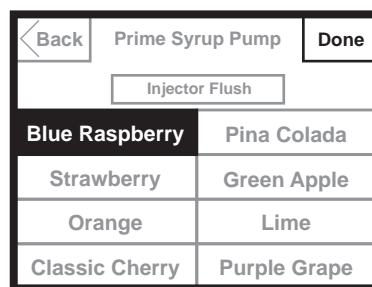 Back Prime Syrup Pump Done
Injector Flush
Blue Raspberry Pina Colada
Strawberry Green Apple
Orange Lime
Classic Cherry Purple Grape